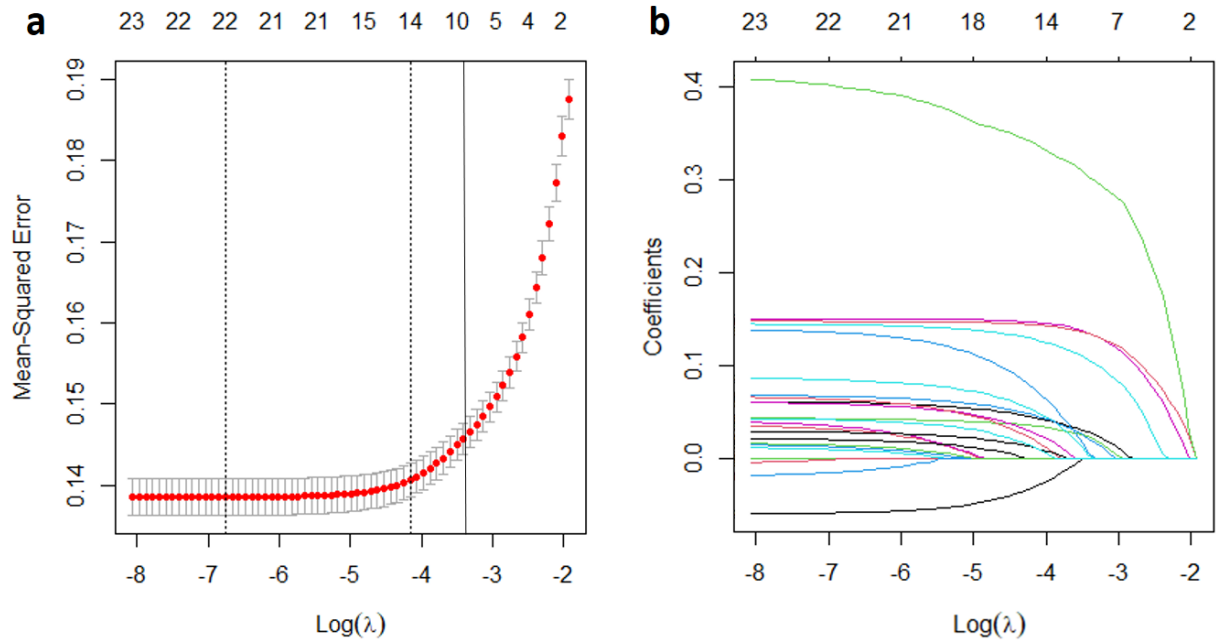 a
23 22 22 21 21 15 14 10 5 4 2
0.19
0.18
0.17
0.16
0.15
0.14
Mean-Squared Error
-8 -7 -6 -5 -4 -3 -2
Log(λ)
b
23 22 21 18 14 7 2
0.4
0.3
0.2
0.1
0.0
Coefficients
-8 -7 -6 -5 -4 -3 -2
Log(λ)